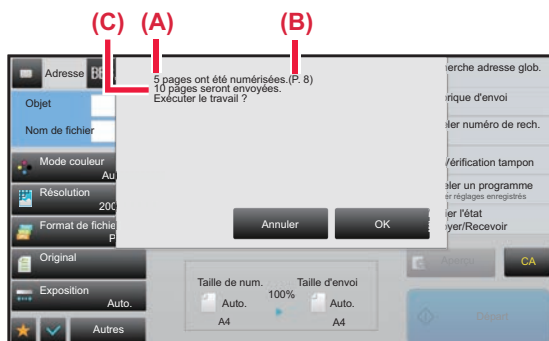 (C) (A) (B)
Adresse
5 pages ont été numérisées.(P. 8)
10 pages seront envoyées.
Exécuter le travail ?
erche adresse glob.
Objet
rique d'envoi
Nom de fichier
ler numéro de rech.
Mode couleur
Au
Vérification tampon
Résolution
200
eler un programme
er réglages enregistrés
Format de fichie
P
Annuler
OK
ier l'état
oyer/Recevoir
Original
Aperçu
CA
Exposition
Auto.
Taille de num.
100%
Taille d'envoi
Auto.
A4
Auto.
A4
Départ
Autres